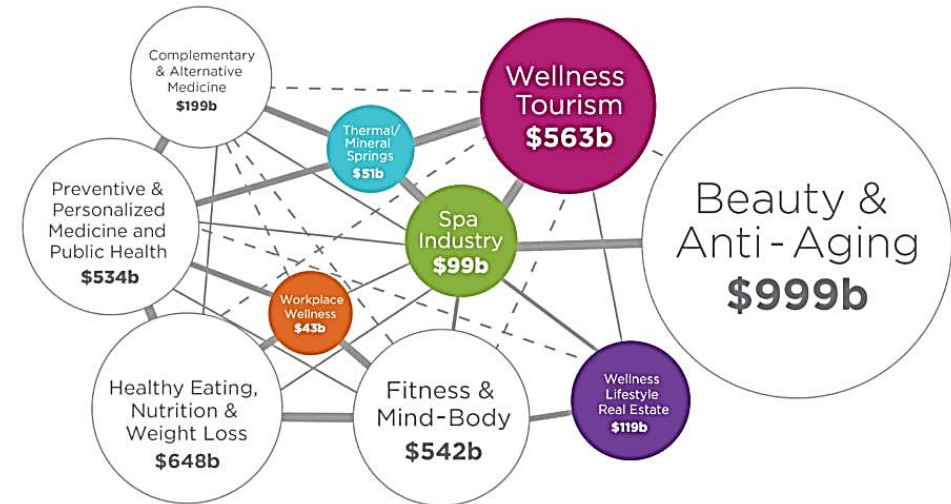 Complementary
& Alternative
Medicine
$199b
Wellness
Tourism
$563b
Thermal/
Mineral
Springs
$51b
Beauty &
Anti-Aging
$999b
Preventive &
Personalized
Medicine and
Public Health
$534b
Spa
Industry
$99b
Workplace
Wellness
$43b
Healthy Eating,
Nutrition &
Weight Loss
$648b
Fitness &
Mind-Body
$542b
Wellness
Lifestyle
Real Estate
$119b